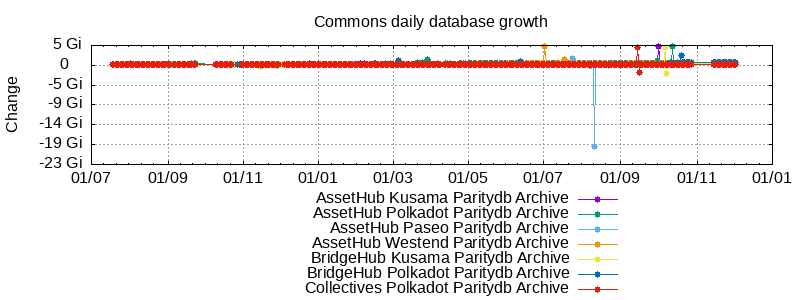 Commons daily database growth
Change
5 Gi
0
-5 Gi
-9 Gi
-14 Gi
-19 Gi
-23 Gi
01/07 01/09 01/11 01/01 01/03 01/05 01/07 01/09 01/11 01/01
AssetHub Kusama Paritydb Archive
AssetHub Polkadot Paritydb Archive
AssetHub Paseo Paritydb Archive
AssetHub Westend Paritydb Archive
BridgeHub Kusama Paritydb Archive
BridgeHub Polkadot Paritydb Archive
Collectives Polkadot Paritydb Archive